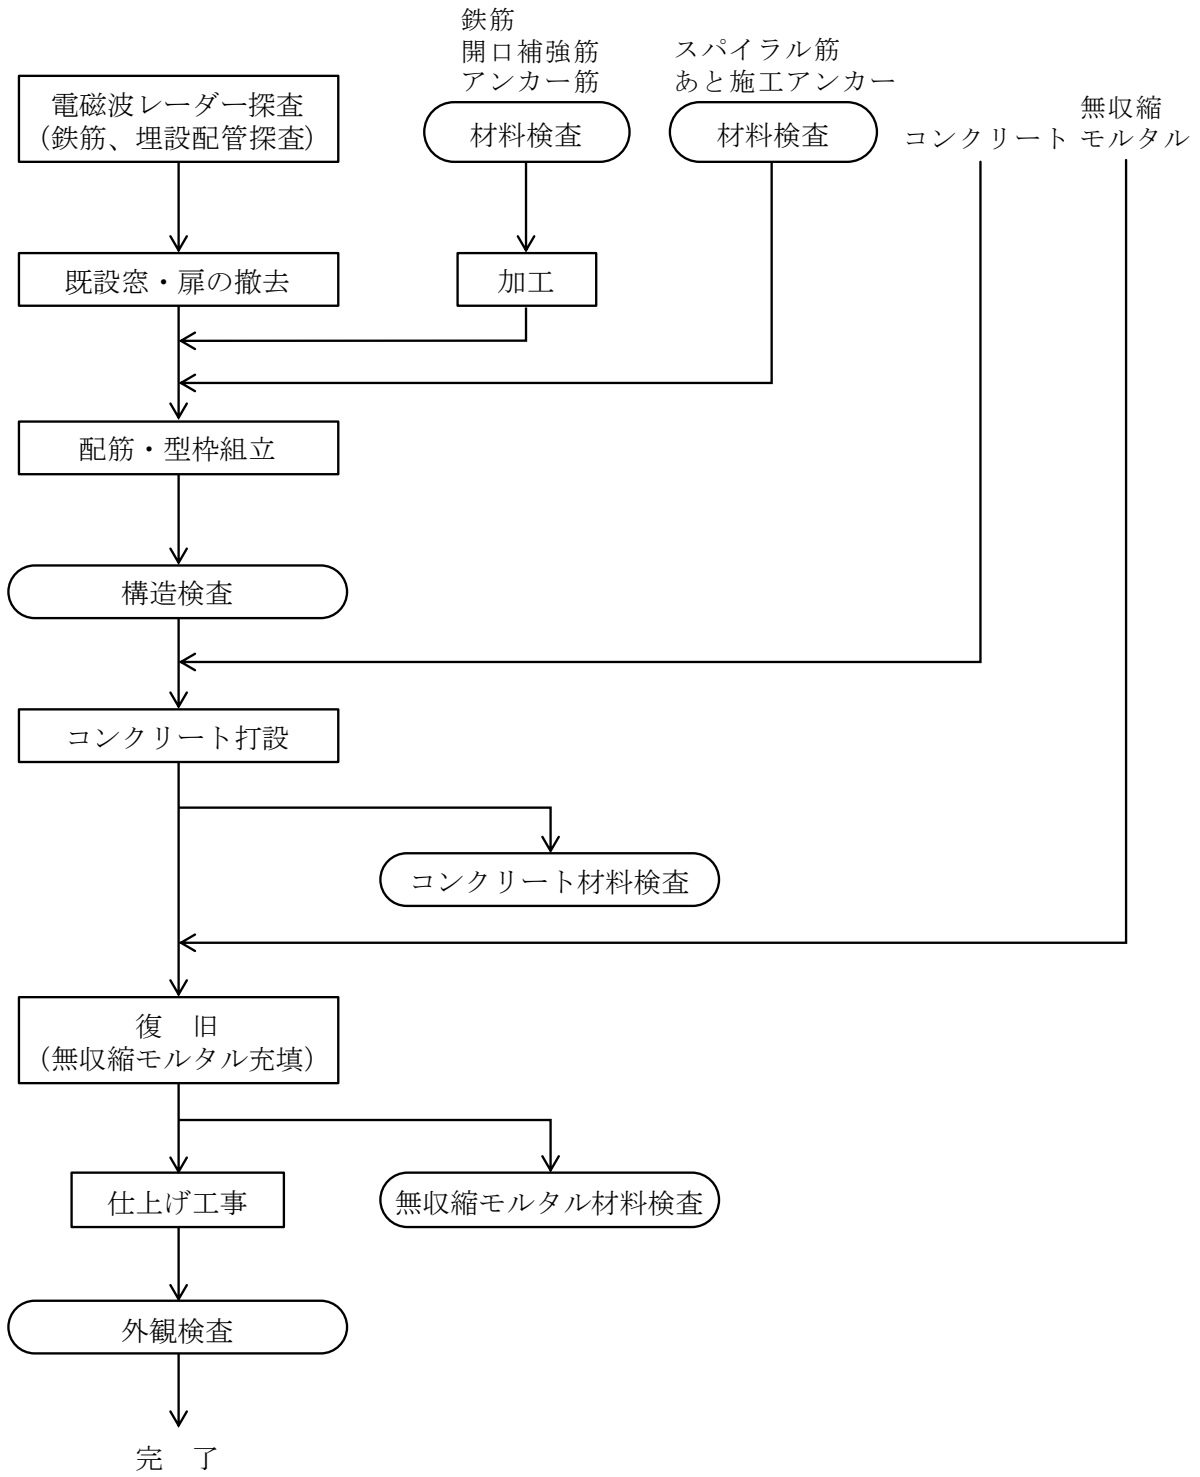 鉄筋
開口補強筋
アンカー筋
スパイラル筋
あと施工アンカー
無収縮
モルタル
コンクリート
電磁波レーダー探査
（鉄筋、埋設配管探査）
材料検査
材料検査
既設窓・扉の撤去
加工
配筋・型枠組立
構造検査
コンクリート打設
コンクリート材料検査
復　旧
（無収縮モルタル充填）
仕上げ工事
無収縮モルタル材料検査
外観検査
完　了